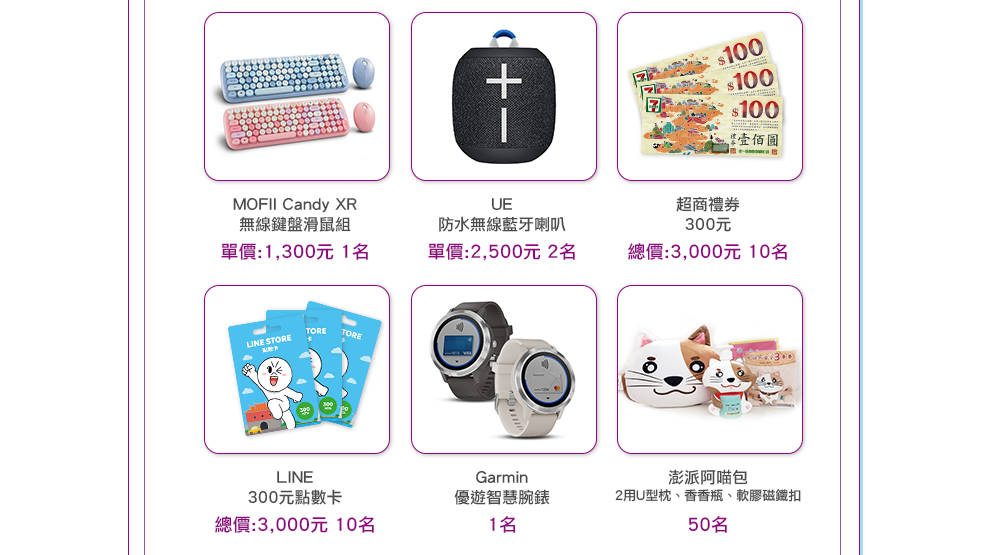 $100
$100
$100
壹佰圓
MOFII Candy XR
無線鍵盤滑鼠組
單價:1,300元 1名
UE
防水無線藍牙喇叭
單價:2,500元 2名
超商禮券
300元
總價:3,000元 10名
LINE STORE
點數卡
TORE
TORE
300
300
LINE
300元點數卡
總價:3,000元 10名
Garmin
優遊智慧腕錶
1名
澎派阿喵包
2用U型枕、香香瓶、軟膠磁鐵扣
50名